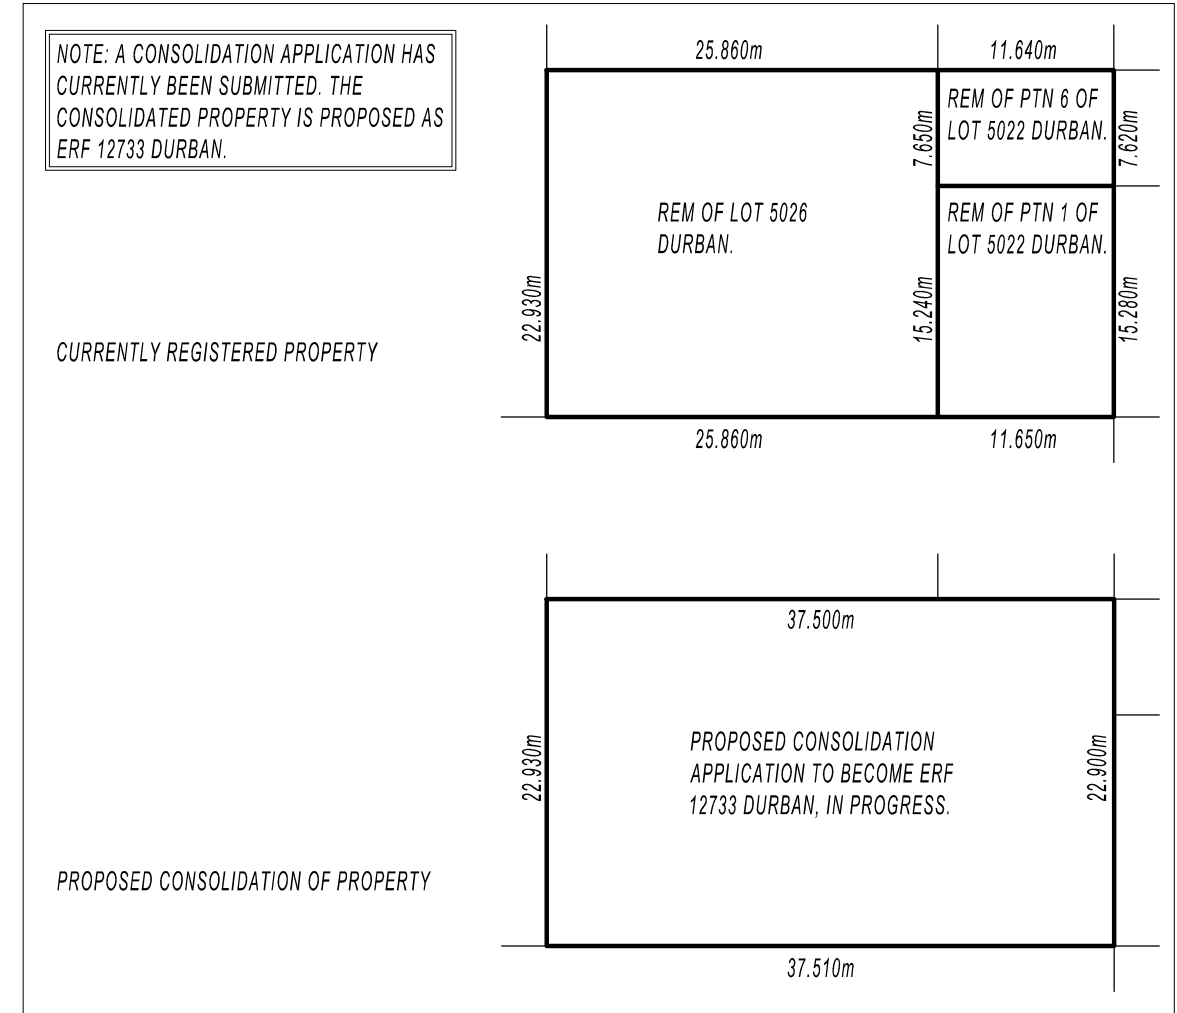 NOTE: A CONSOLIDATION APPLICATION HAS
CURRENTLY BEEN SUBMITTED. THE
CONSOLIDATED PROPERTY IS PROPOSED AS
ERF 12733 DURBAN.
25.860m
11.640m
REM OF PTN 6 OF
LOT 5022 DURBAN.
7.650m
7.620m
REM OF LOT 5026
DURBAN.
REM OF PTN 1 OF
LOT 5022 DURBAN.
22.930m
15.240m
15.280m
CURRENTLY REGISTERED PROPERTY
25.860m
11.650m
37.500m
PROPOSED CONSOLIDATION
APPLICATION TO BECOME ERF
12733 DURBAN, IN PROGRESS.
22.930m
22.900m
PROPOSED CONSOLIDATION OF PROPERTY
37.510m